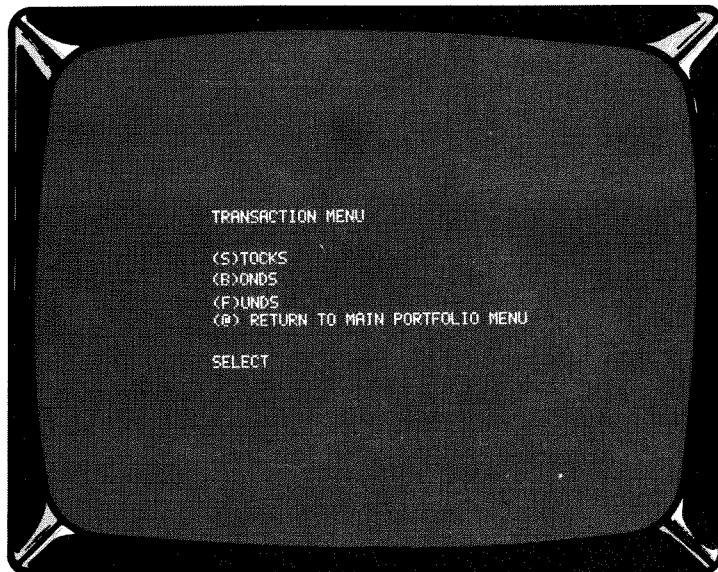 TRANSACTION MENU
(S)TOCKS
(B)ONDS
(F)UNDS
(@) RETURN TO MAIN PORTFOLIO MENU
SELECT